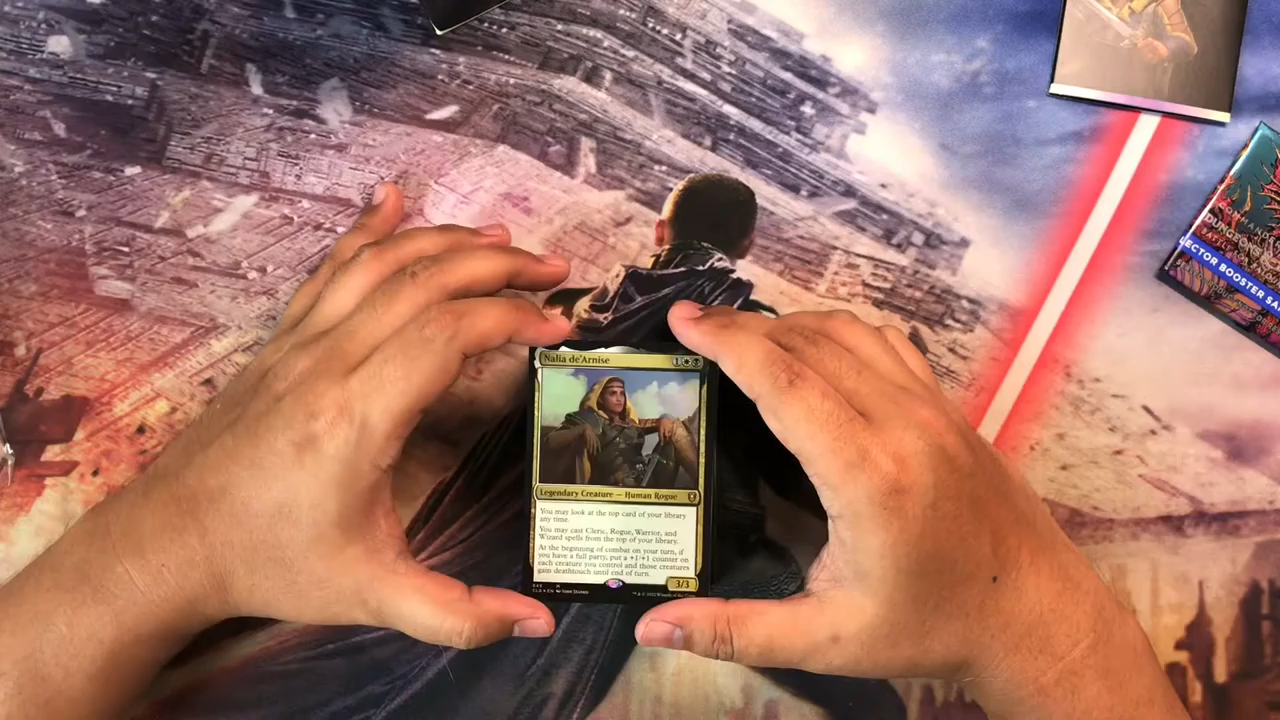 Nalia de'Arnise
1
Legendary Creature — Human Rogue
You may look at the top card of your library
any time.
You may cast Cleric, Rogue, Warrior, and
Wizard spells from the top of your library.
At the beginning of combat on your turn, if
you have a full party, put a +1/+1 counter on
each creature you control and those creatures
gain deathtouch until end of turn.
3/3
DUNGEONS
LECTOR BOOSTER SA